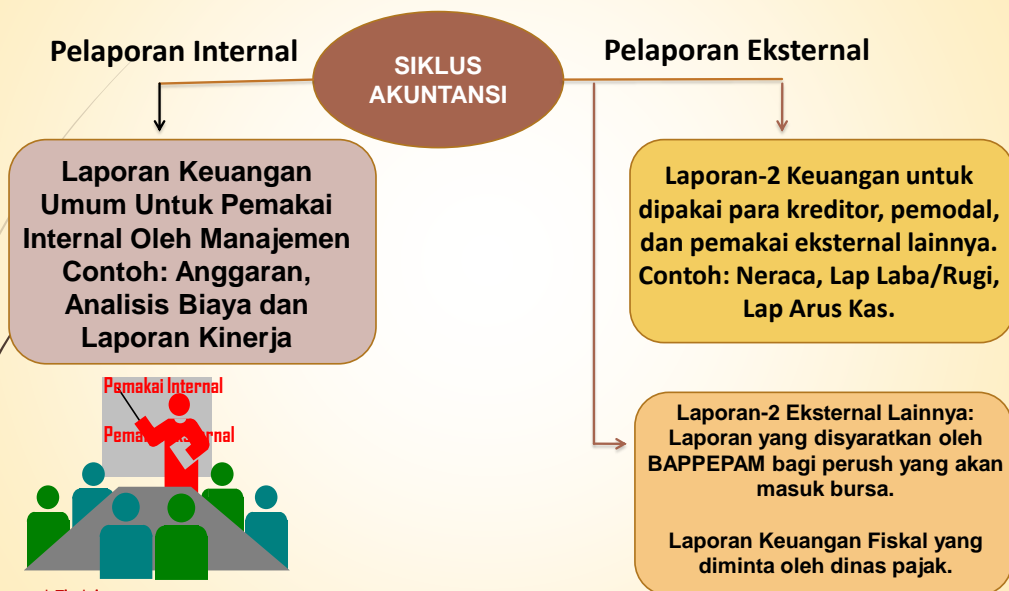 Pelaporan Internal
SIKLUS
AKUNTANSI
Pelaporan Eksternal
Laporan Keuangan
Umum Untuk Pemakai
Internal Oleh Manajemen
Contoh: Anggaran,
Analisis Biaya dan
Laporan Kinerja
Laporan-2 Keuangan untuk
dipakai para kreditor, pemodal,
dan pemakai eksternal lainnya.
Contoh: Neraca, Lap Laba/Rugi,
Lap Arus Kas.
Pemakai Internal
Laporan-2 Eksternal Lainnya:
Laporan yang disyaratkan oleh
BAPPEPAM bagi perush yang akan
masuk bursa.
Laporan Keuangan Fiskal yang
diminta oleh dinas pajak.